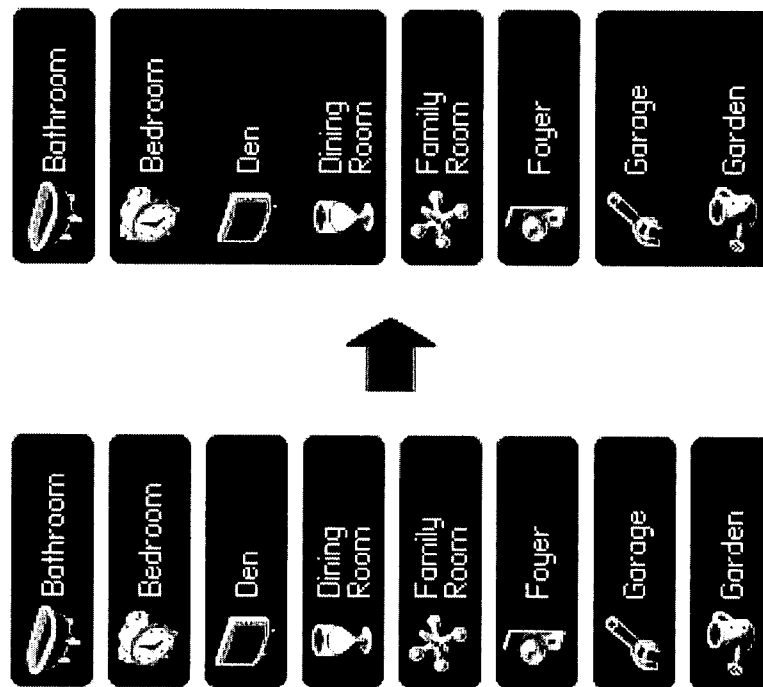 Bathroom
Bedroom
Den
Dining
Room
Family
Room
Foyer
Garage
Garden
Bathroom
Bedroom
Den
Dining
Room
Family
Room
Foyer
Garage
Garden